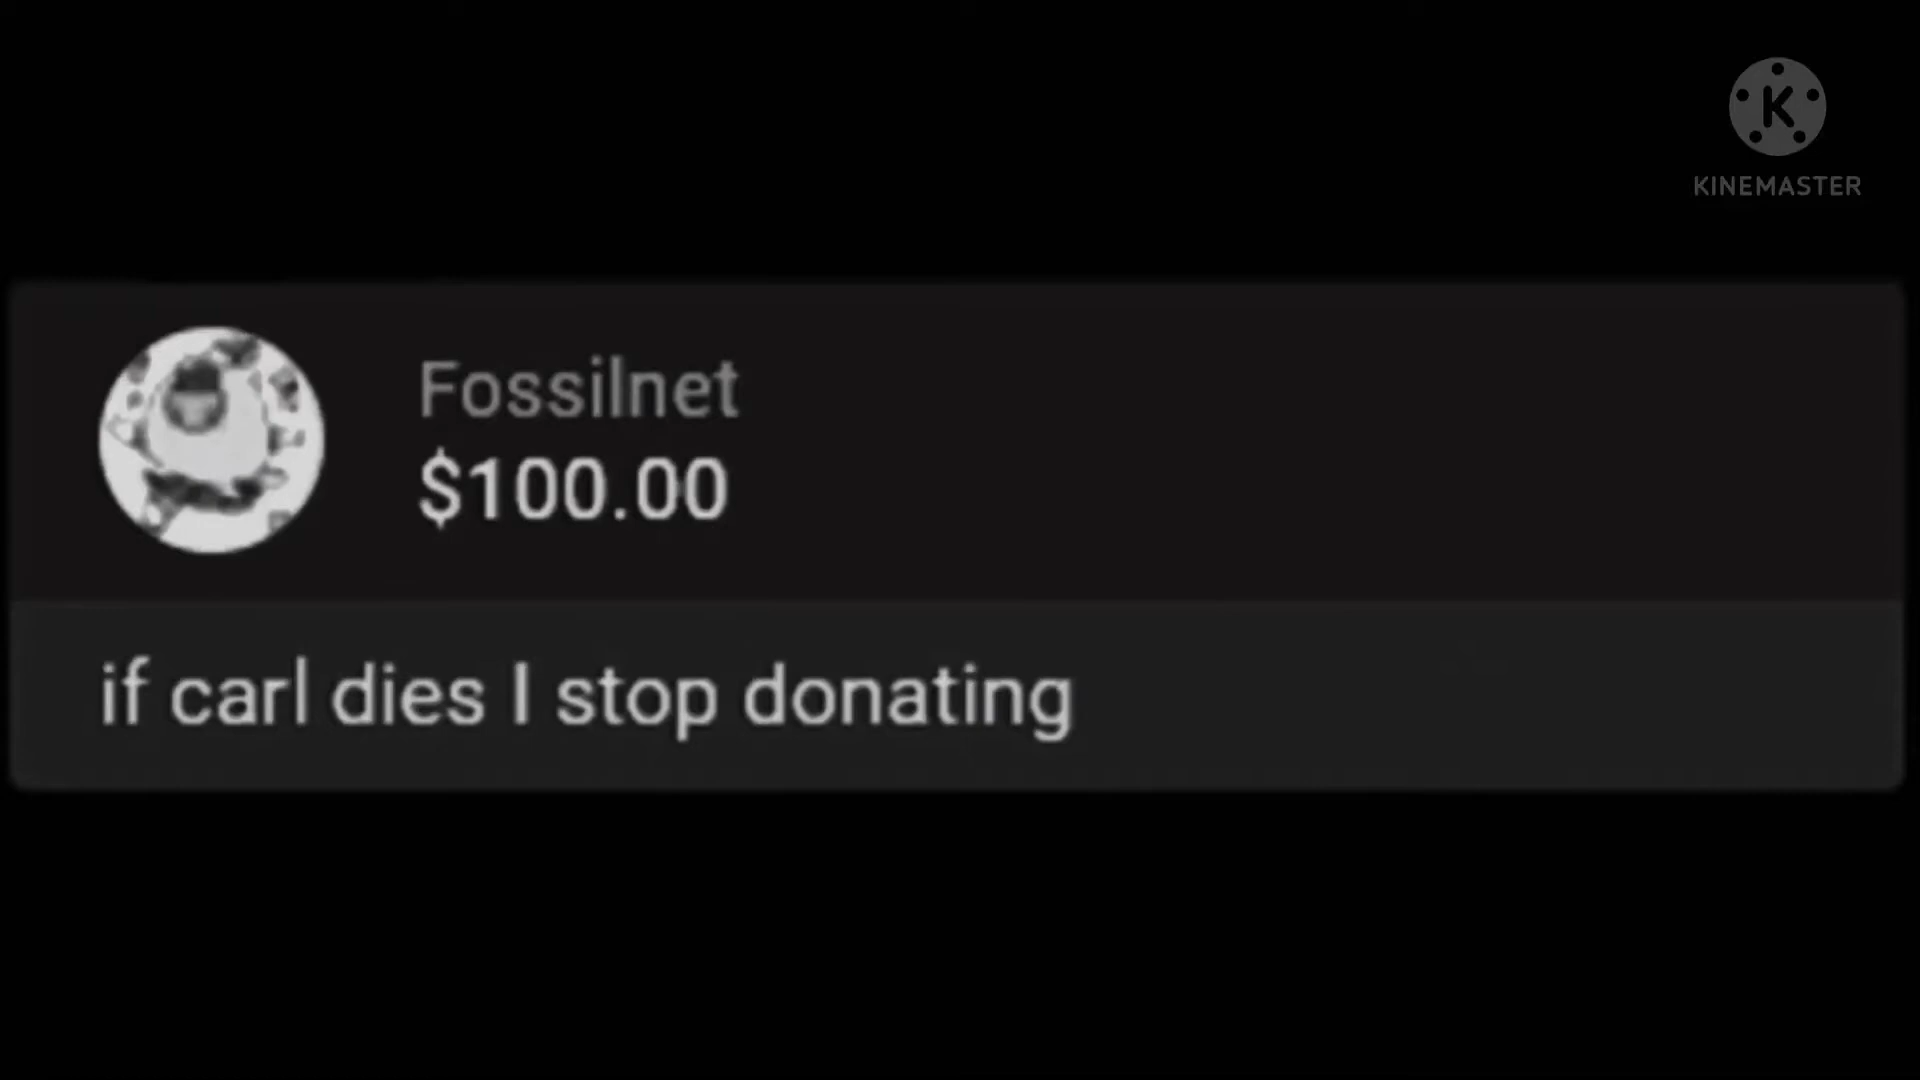 K
KINEMASTER
Fossilnet
$100.00
if carl dies I stop donating